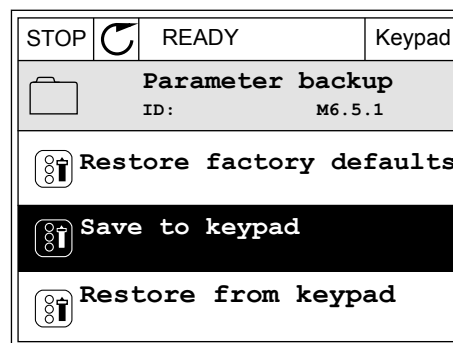 STOP READY Keypad
Parameter backup
ID: M6.5.1
Restore factory defaults
Save to keypad
Restore from keypad